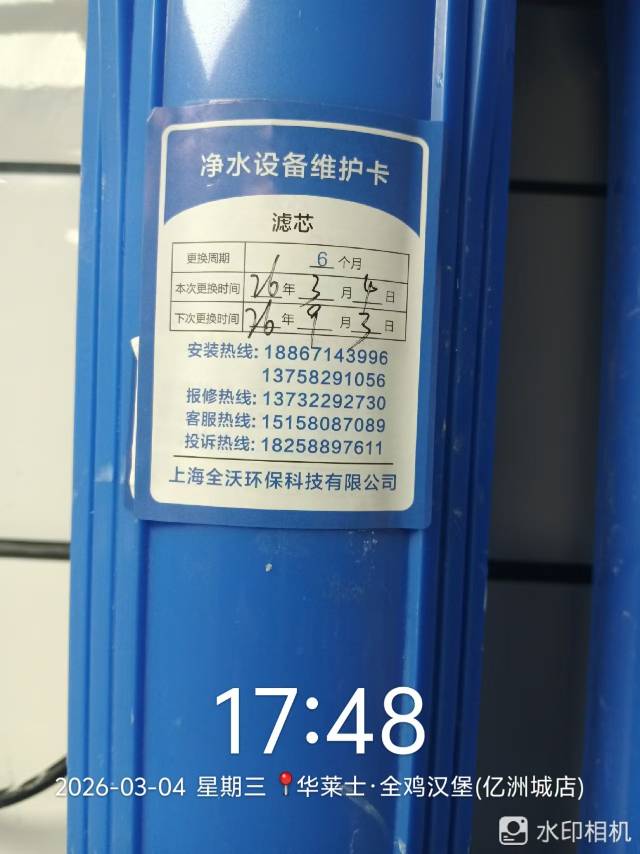 净水设备维护卡
滤芯
更换周期 6 个月
本次更换时间 26 年 3 月 4 日
下次更换时间 26 年 9 月 3 日
安装热线: 18867143996
13758291056
报修热线: 13732292730
客服热线: 15158087089
投诉热线: 18258897611
上海全沃环保科技有限公司
17:48
2026-03-04 星期三 📍华莱士·全鸡汉堡(亿洲城店)
水印相机